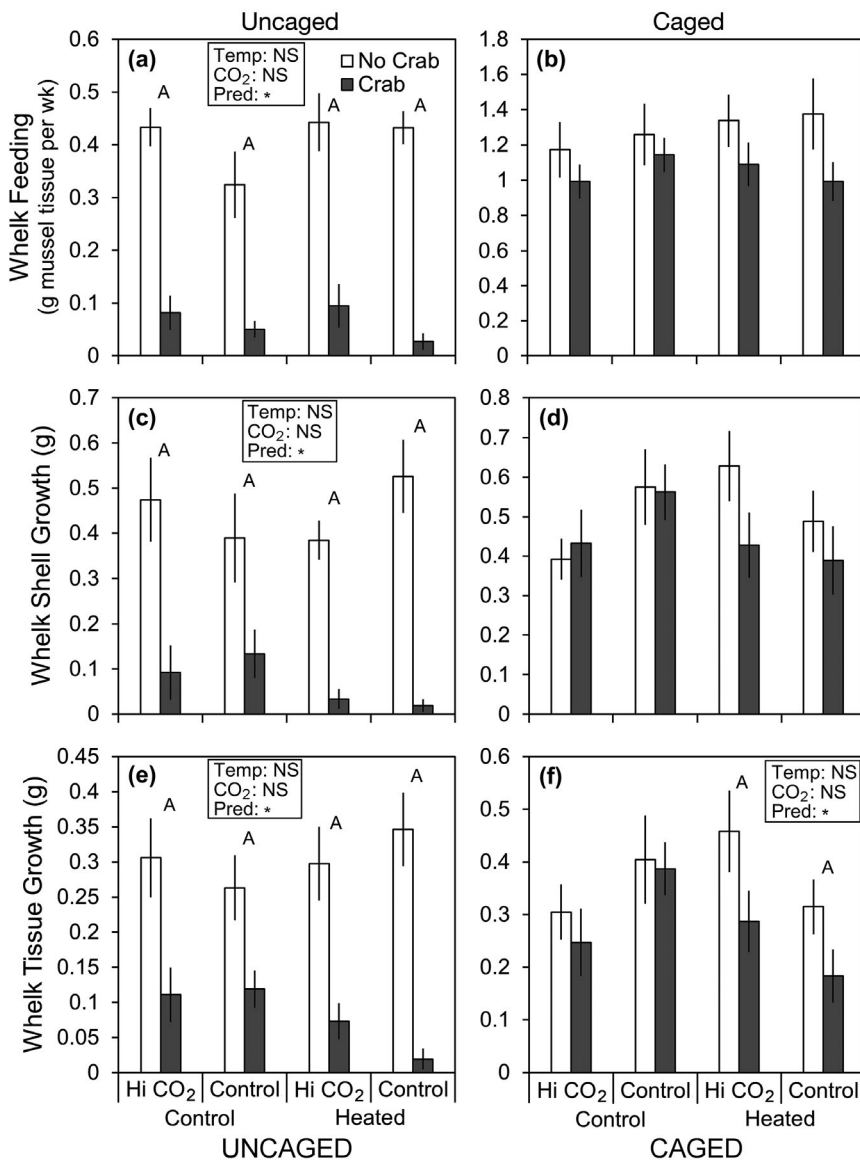 Uncaged
Caged
Whelk Feeding
(g mussel tissue per wk)
0.6
0.5
0.4
0.3
0.2
0.1
0
(a)
Temp: NS
CO₂: NS
Pred: *
No Crab
Crab
A
A
A
A
1.8
1.6
1.4
1.2
1
0.8
0.6
0.4
0.2
0
(b)
Whelk Shell Growth (g)
0.7
0.6
0.5
0.4
0.3
0.2
0.1
0
(c)
Temp: NS
CO₂: NS
Pred: *
A
A
A
A
0.8
0.7
0.6
0.5
0.4
0.3
0.2
0.1
0
(d)
Whelk Tissue Growth (g)
0.45
0.4
0.35
0.3
0.25
0.2
0.15
0.1
0.05
0
(e)
Temp: NS
CO₂: NS
Pred: *
A
A
A
A
0.6
0.5
0.4
0.3
0.2
0.1
0
(f)
Temp: NS
CO₂: NS
Pred: *
A
A
Hi CO₂ Control Hi CO₂ Control
Control Heated
UNCAGED
Hi CO₂ Control Hi CO₂ Control
Control Heated
CAGED